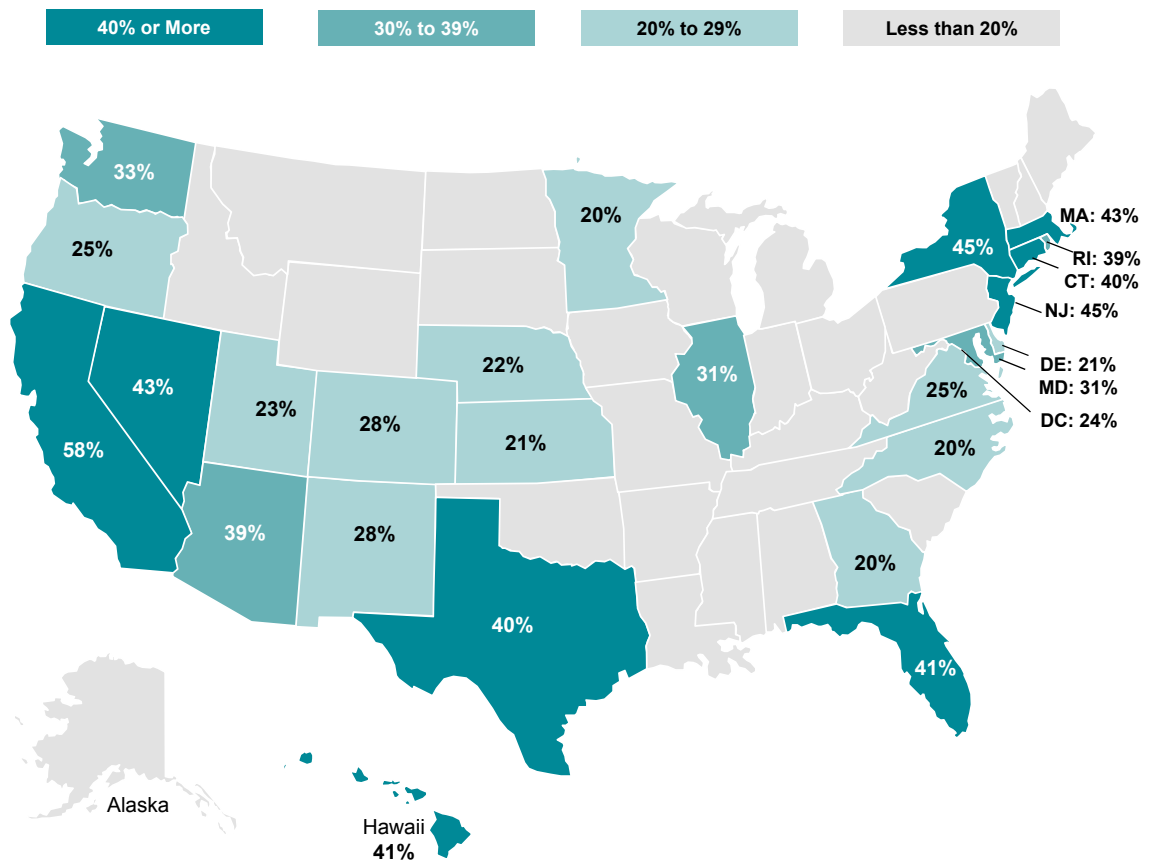 40% or More
30% to 39%
20% to 29%
Less than 20%
33%
20%
MA: 43%
25%
45%
RI: 39%
CT: 40%
NJ: 45%
22%
DE: 21%
31%
MD: 31%
43%
25%
23%
28%
DC: 24%
58%
21%
20%
39%
28%
20%
40%
41%
Alaska
Hawaii
41%